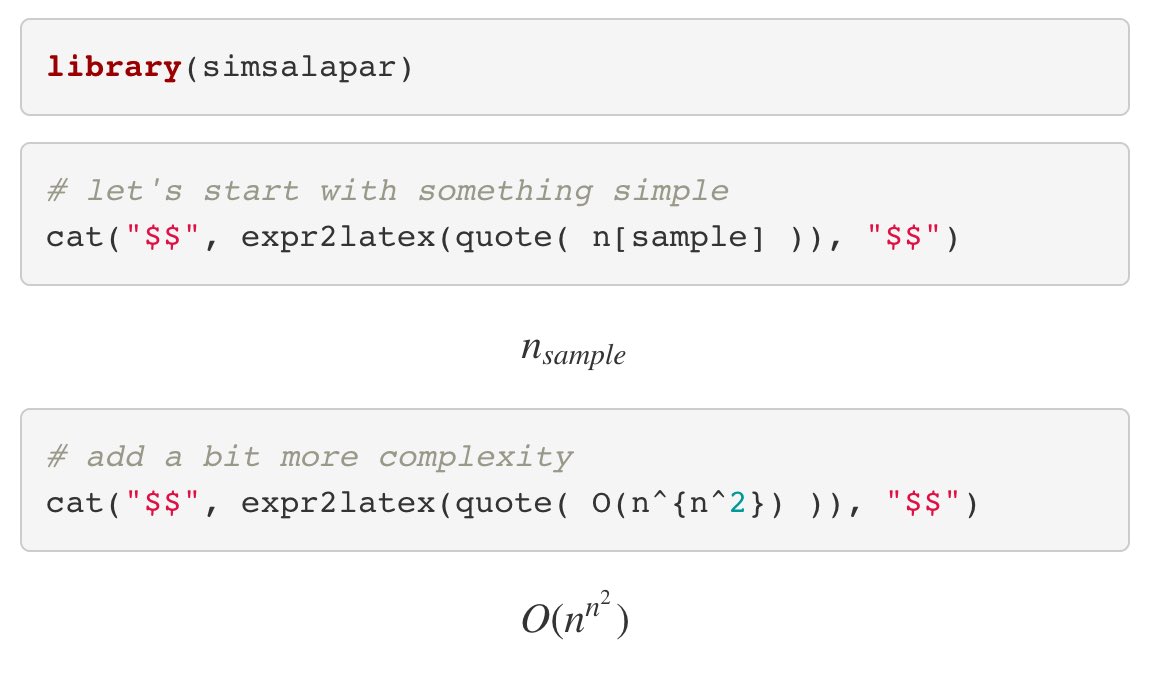 library(simsalapar)
# let's start with something simple
cat("$$", expr2latex(quote( n[sample] )), "$$")
n_{sample}
# add a bit more complexity
cat("$$", expr2latex(quote( O(n^{n^2}) )), "$$")
O(n^{n^2})